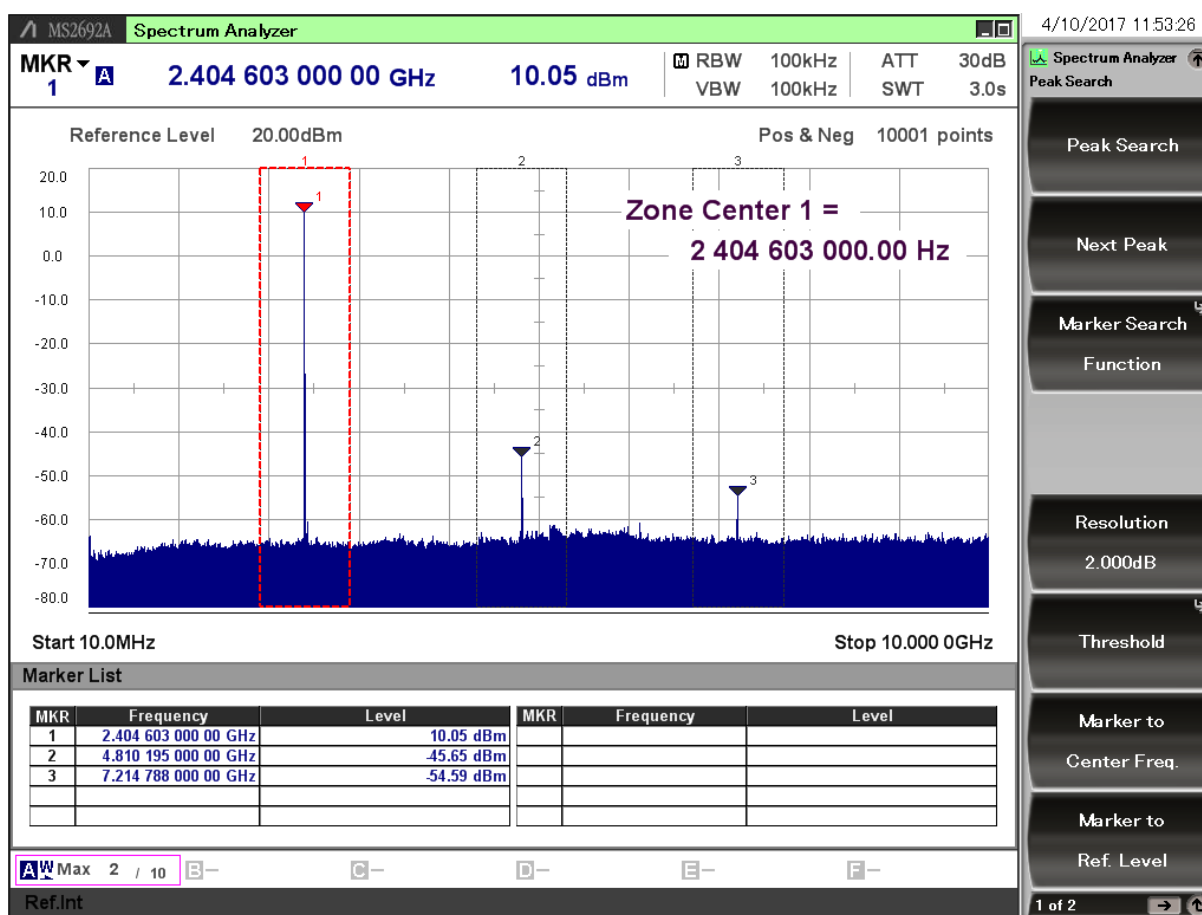 MS2692A Spectrum Analyzer
4/10/2017 11:53:26
MKR A 2.404 603 000 00 GHz 10.05 dBm
1
M RBW 100kHz ATT 30dB
VBW 100kHz SWT 3.0s
Reference Level 20.00dBm Pos & Neg 10001 points
1 2 3
20.0
10.0
0.0
-10.0
-20.0
-30.0
-40.0
-50.0
-60.0
-70.0
-80.0
1
2
3
Zone Center 1 =
2 404 603 000.00 Hz
Start 10.0MHz Stop 10.000 0GHz
Marker List
MKR Frequency Level MKR Frequency Level
1 2.404 603 000 00 GHz 10.05 dBm
2 4.810 195 000 00 GHz -45.65 dBm
3 7.214 788 000 00 GHz -54.59 dBm
A W Max 2 / 10 B C D E F
Ref.Int
Spectrum Analyzer
Peak Search
Peak Search
Next Peak
Marker Search
Function
Resolution
2.000dB
Threshold
Marker to
Center Freq.
Marker to
Ref. Level
1 of 2